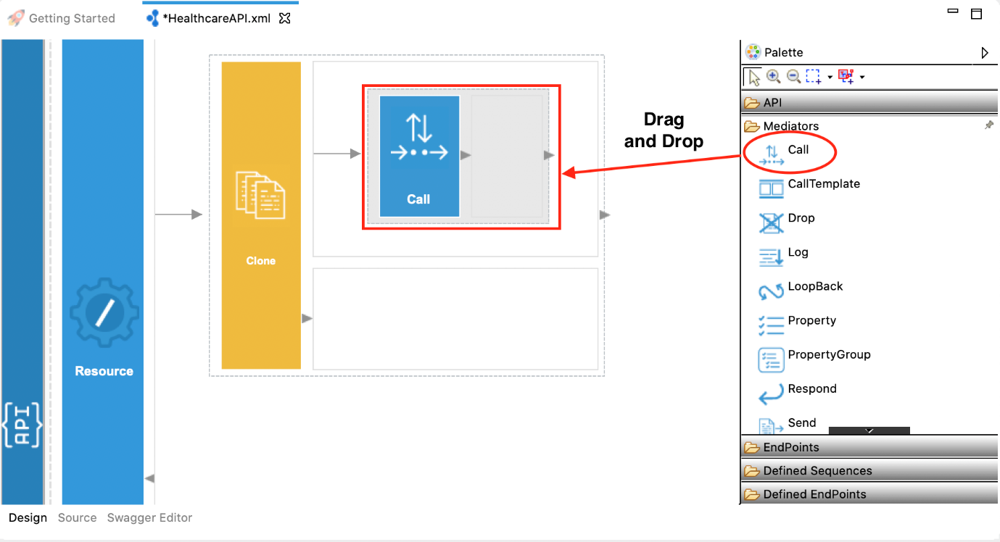 Getting Started
*HealthcareAPI.xml
Palette
API
Mediators
Call
CallTemplate
Drop
Log
LoopBack
Property
PropertyGroup
Respond
Send
EndPoints
Defined Sequences
Defined EndPoints
Drag
and Drop
Call
Clone
Resource
{API}
Design Source Swagger Editor